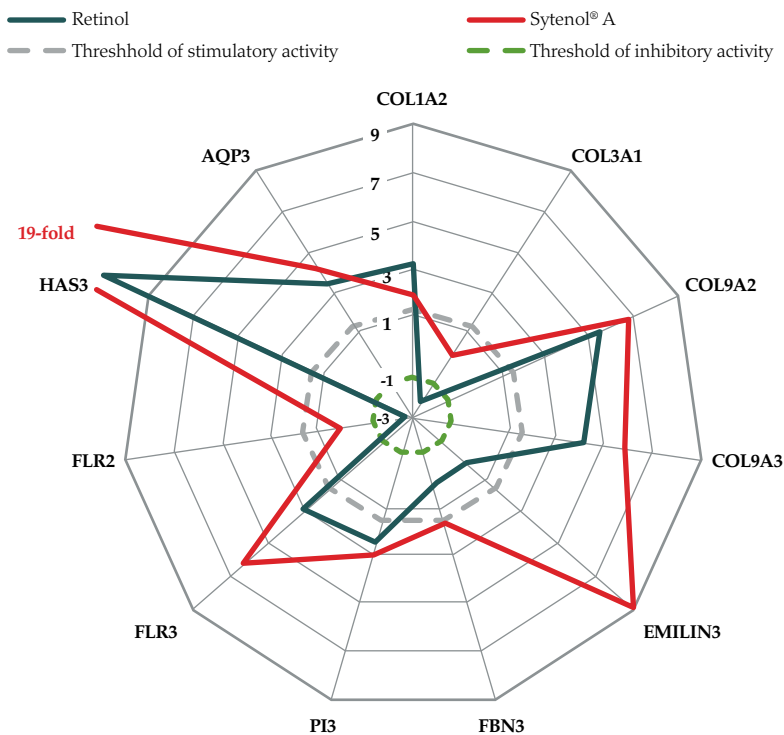 Retinol
Sytenol® A
Threshhold of stimulatory activity
Threshold of inhibitory activity
COL1A2
9
AQP3
COL3A1
7
19-fold
5
HAS3
COL9A2
3
1
-1
-3
FLR2
COL9A3
FLR3
EMILIN3
PI3
FBN3